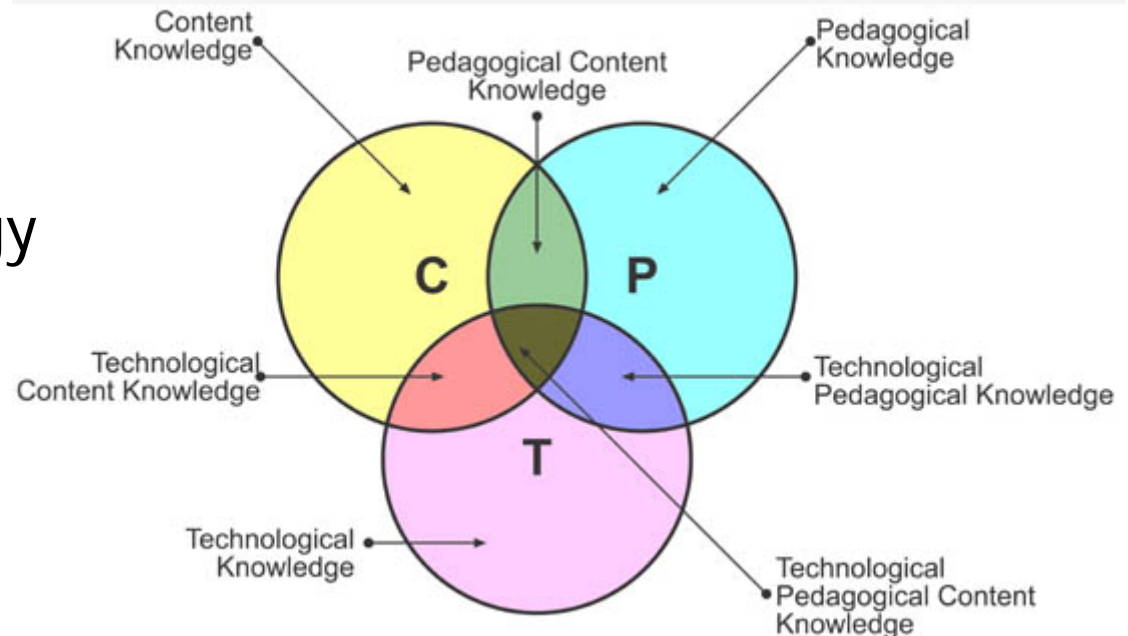 Content
Knowledge
Pedagogical Content
Knowledge
Pedagogical
Knowledge
gy
C
P
Technological
Content Knowledge
Technological
Pedagogical Knowledge
T
Technological
Knowledge
Technological
Pedagogical Content
Knowledge